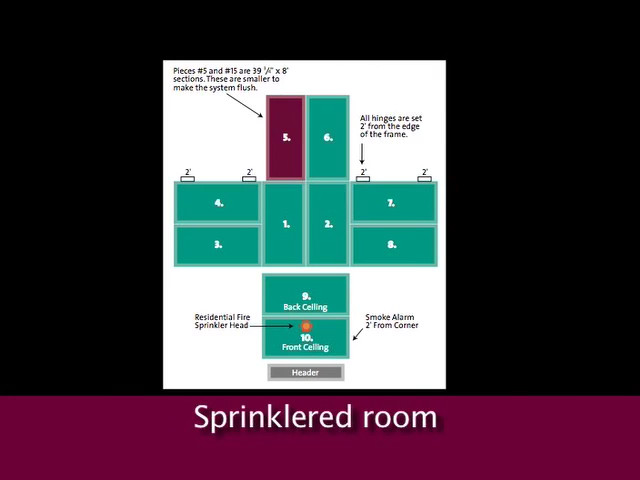 Pieces #5 and #15 are 39 ³/₄" x 8'
sections. These are smaller to
make the system flush.
5.
6.
All hinges are set
2' from the edge
of the frame.
2'
2'
2'
2'
4.
1.
2.
7.
3.
8.
9.
Back Ceiling
Residential Fire
Sprinkler Head
10.
Front Ceiling
Smoke Alarm
2' From Corner
Header
Sprinklered room